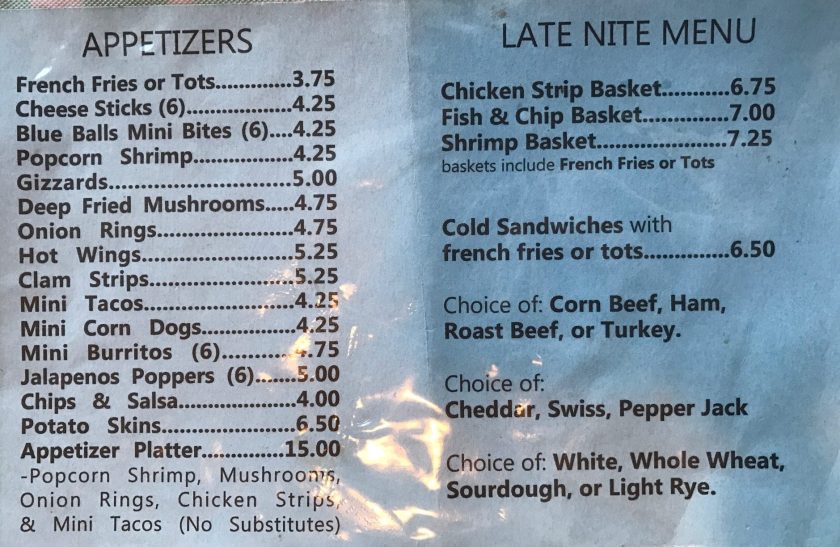 APPETIZERS
French Fries or Tots............3.75
Cheese Sticks (6)................4.25
Blue Balls Mini Bites (6)....4.25
Popcorn Shrimp...............4.25
Gizzards............................5.00
Deep Fried Mushrooms.....4.75
Onion Rings.....................4.75
Hot Wings.......................5.25
Clam Strips......................5.25
Mini Tacos.......................4.25
Mini Corn Dogs..............4.25
Mini Burritos (6)...........4.75
Jalapenos Poppers (6)......5.00
Chips & Salsa..................4.00
Potato Skins....................6.50
Appetizer Platter.............15.00
-Popcorn Shrimp, Mushrooms,
Onion Rings, Chicken Strips,
& Mini Tacos (No Substitutes)
LATE NITE MENU
Chicken Strip Basket...........6.75
Fish & Chip Basket..............7.00
Shrimp Basket.....................7.25
baskets include French Fries or Tots
Cold Sandwiches with
french fries or tots..............6.50
Choice of: Corn Beef, Ham,
Roast Beef, or Turkey.
Choice of:
Cheddar, Swiss, Pepper Jack
Choice of: White, Whole Wheat,
Sourdough, or Light Rye.